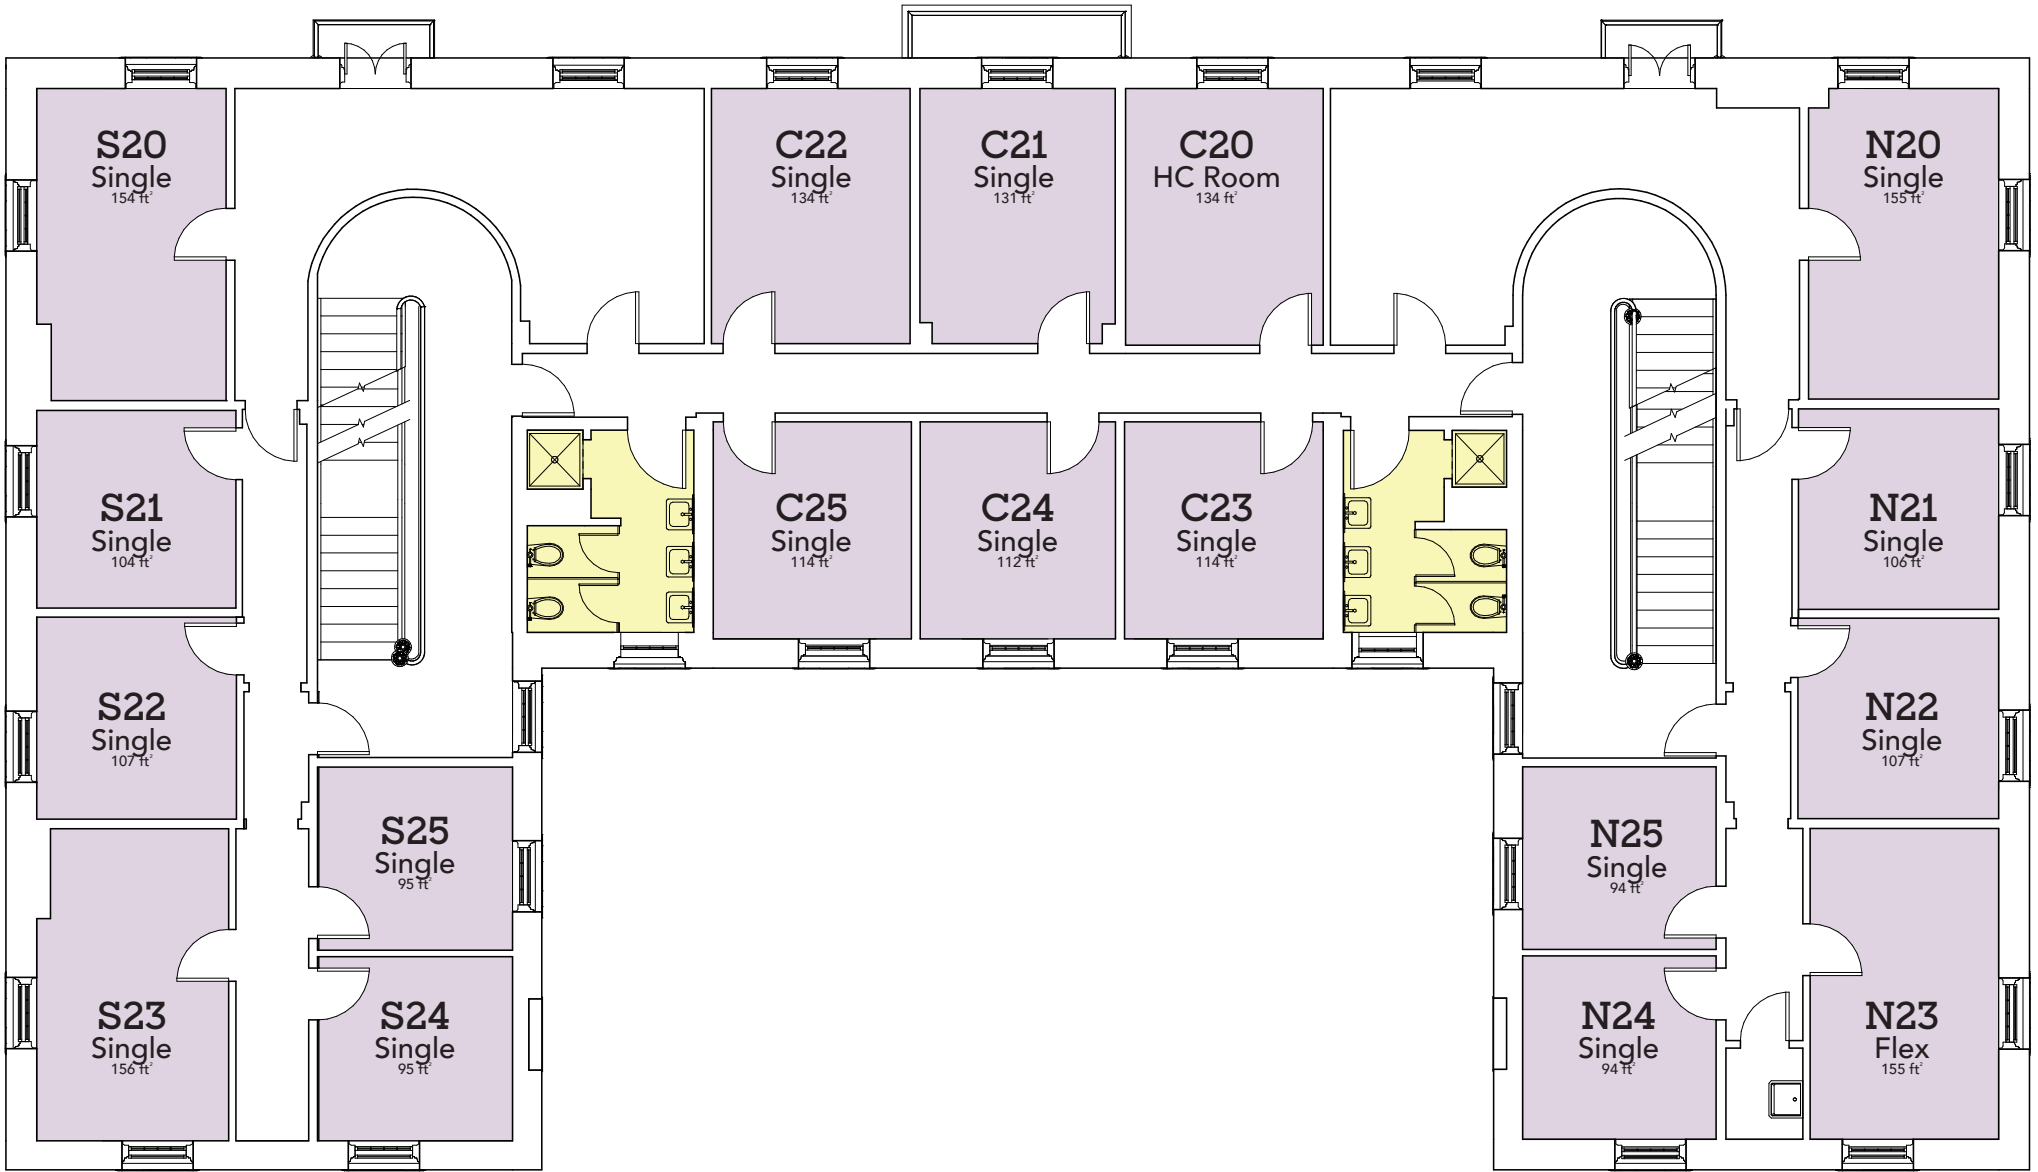 S20
Single
154 ft²
C22
Single
134 ft²
C21
Single
131 ft²
C20
HC Room
134 ft²
N20
Single
155 ft²
S21
Single
104 ft²
C25
Single
114 ft²
C24
Single
112 ft²
C23
Single
114 ft²
N21
Single
106 ft²
S22
Single
107 ft²
N22
Single
107 ft²
S25
Single
95 ft²
N25
Single
94 ft²
S23
Single
156 ft²
S24
Single
95 ft²
N24
Single
94 ft²
N23
Flex
155 ft²